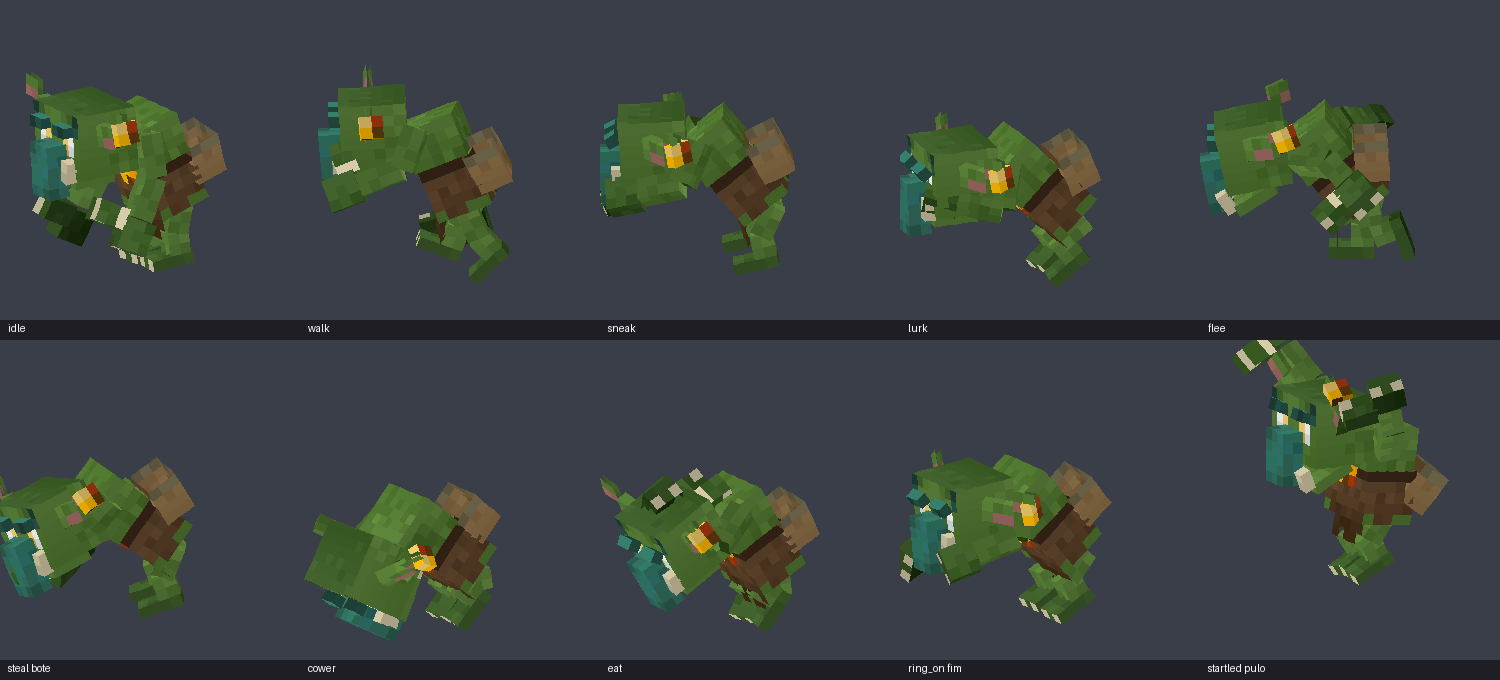 idle
walk
sneak
lurk
flee
steal bote
cower
eat
ring_on fim
startled pulo